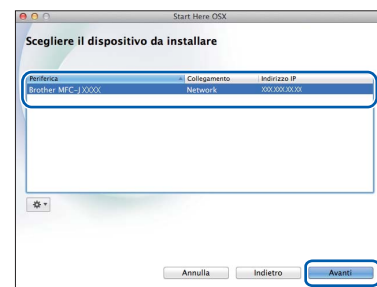 Start Here OSX
Scegliere il dispositivo da installare
Periferica Collegamento Indirizzo IP
Brother MFC-J XXXX Network XXX.XXX.XX.XX
Annulla Indietro Avanti